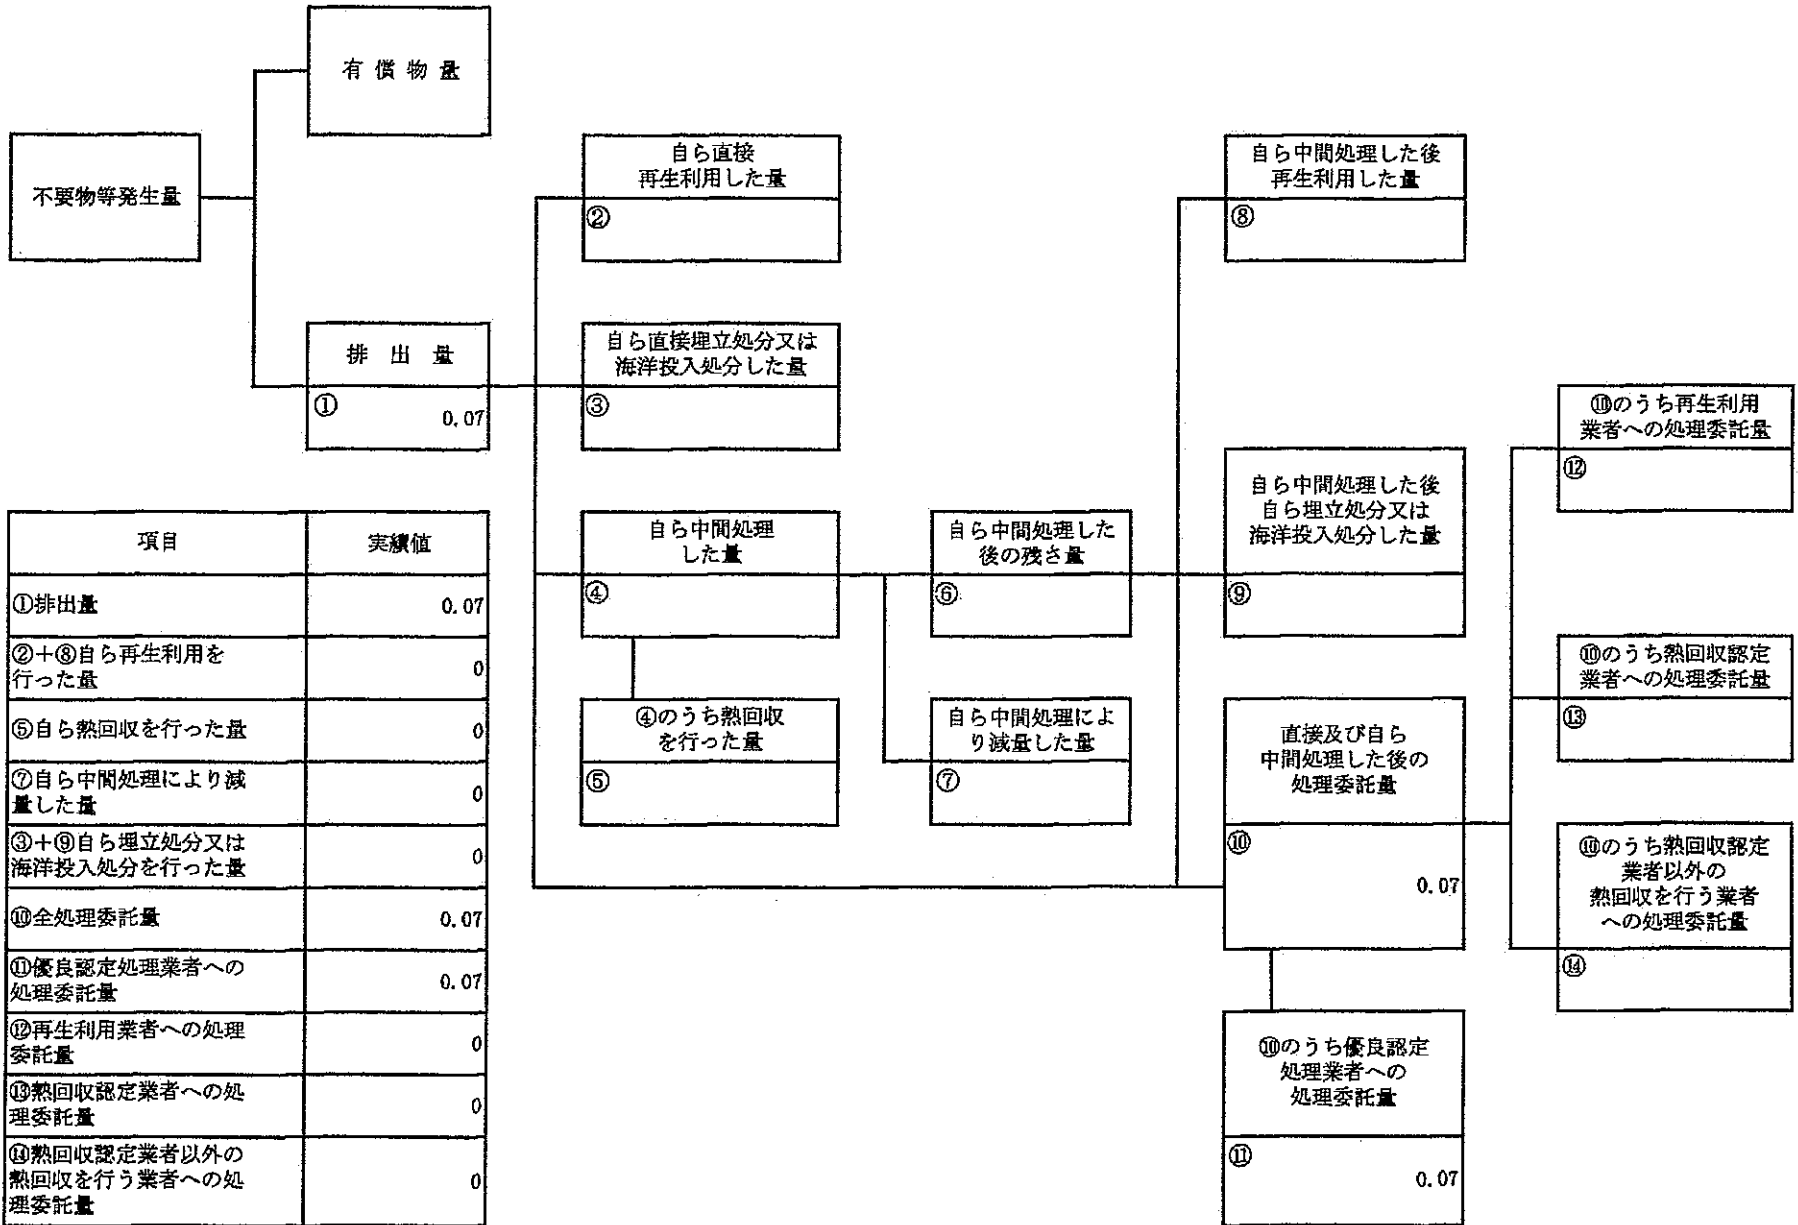 有償物量
不要物等発生量
排出量
①
0.07
自ら直接
再生利用した量
②
自ら直接埋立処分又は
海洋投入処分した量
③
自ら中間処理
した量
④
④のうち熱回収
を行った量
⑤
自ら中間処理した
後の残さ量
⑥
自ら中間処理によ
り減量した量
⑦
自ら中間処理した後
再生利用した量
⑧
自ら中間処理した後
自ら埋立処分又は
海洋投入処分した量
⑨
直接及び自ら
中間処理した後の
処理委託量
⑩
0.07
⑩のうち優良認定
処理業者への
処理委託量
⑪
0.07
⑩のうち再生利用
業者への処理委託量
⑫
⑩のうち熱回収認定
業者への処理委託量
⑬
⑩のうち熱回収認定
業者以外の
熱回収を行う業者
への処理委託量
⑭
項目 実績値
①排出量 0.07
②+⑧自ら再生利用を
行った量 0
⑤自ら熱回収を行った量 0
⑦自ら中間処理により減
量した量 0
③+⑨自ら埋立処分又は
海洋投入処分を行った量 0
⑩全処理委託量 0.07
⑪優良認定処理業者への
処理委託量 0.07
⑫再生利用業者への処理
委託量 0
⑬熱回収認定業者への処
理委託量 0
⑭熱回収認定業者以外の
熱回収を行う業者への処
理委託量 0